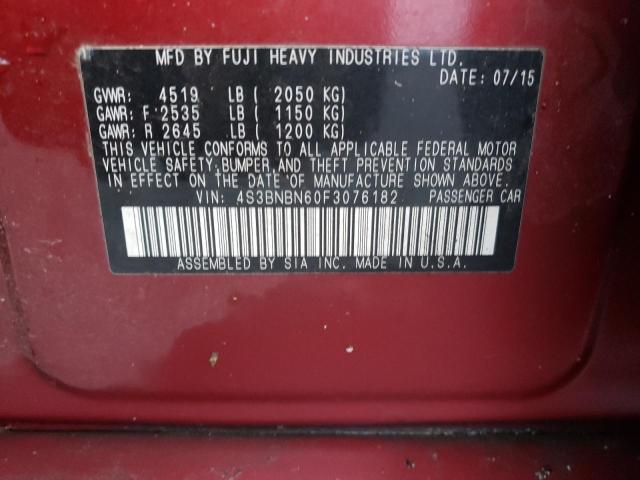 MFD BY FUJI HEAVY INDUSTRIES LTD.
DATE: 07/15
GVWR: 4519 LB ( 2050 KG)
GAWR: F 2535 LB ( 1150 KG)
GAWR: R 2645 LB ( 1200 KG)
THIS VEHICLE CONFORMS TO ALL APPLICABLE FEDERAL MOTOR
VEHICLE SAFETY,BUMPER AND THEFT PREVENTION STANDARDS
IN EFFECT ON THE DATE OF MANUFACTURE SHOWN ABOVE.
VIN: 4S3BNBN60F3076182 PASSENGER CAR
ASSEMBLED BY SIA INC. MADE IN U.S.A.